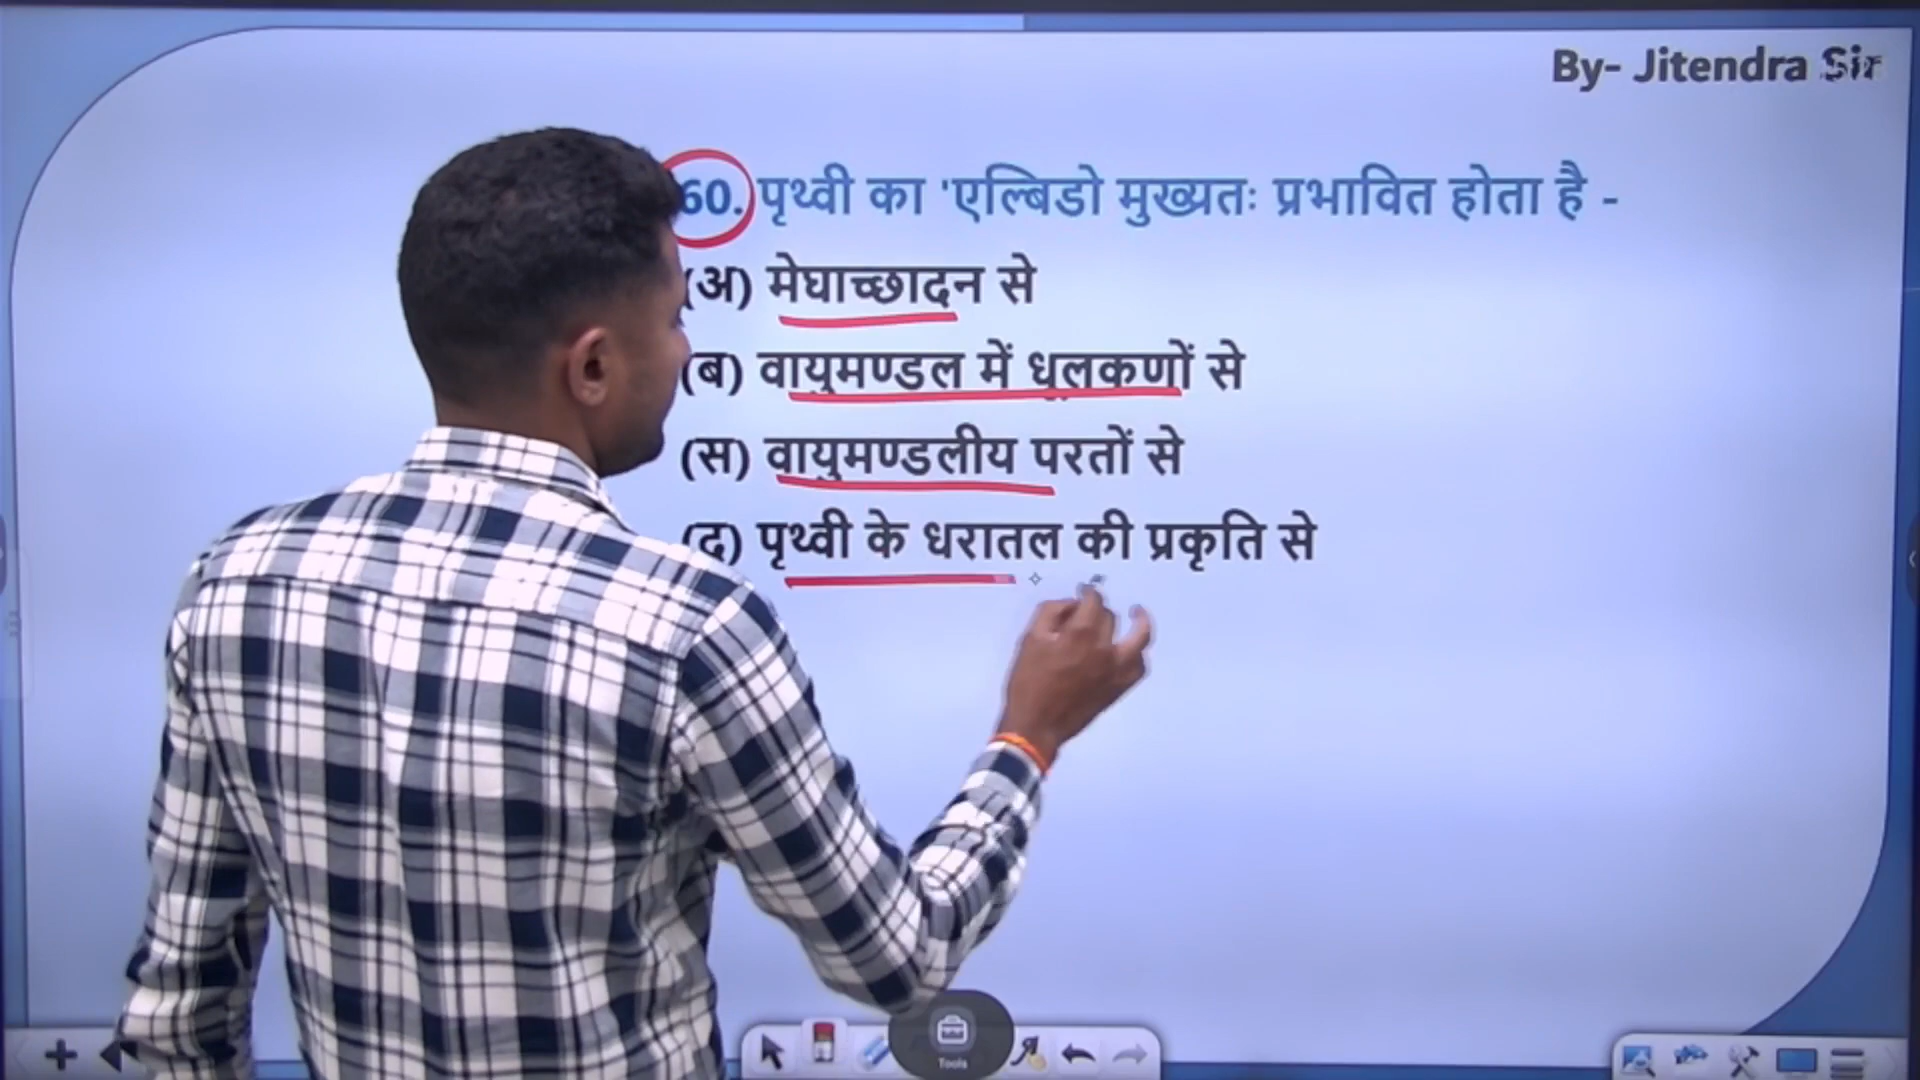 By- Jitendra Sir
60. पृथ्वी का 'एल्बिडो मुख्यतः प्रभावित होता है -
(अ) मेघाच्छादन से
(ब) वायुमण्डल में धूलकणों से
(स) वायुमण्डलीय परतों से
(द) पृथ्वी के धरातल की प्रकृति से
Tools